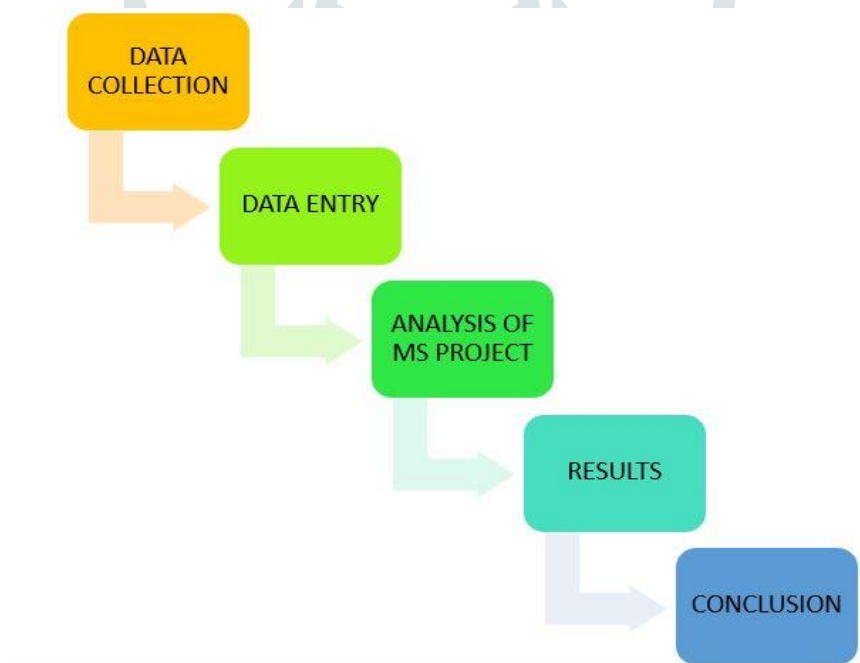 DATA
COLLECTION
DATA ENTRY
ANALYSIS OF
MS PROJECT
RESULTS
CONCLUSION